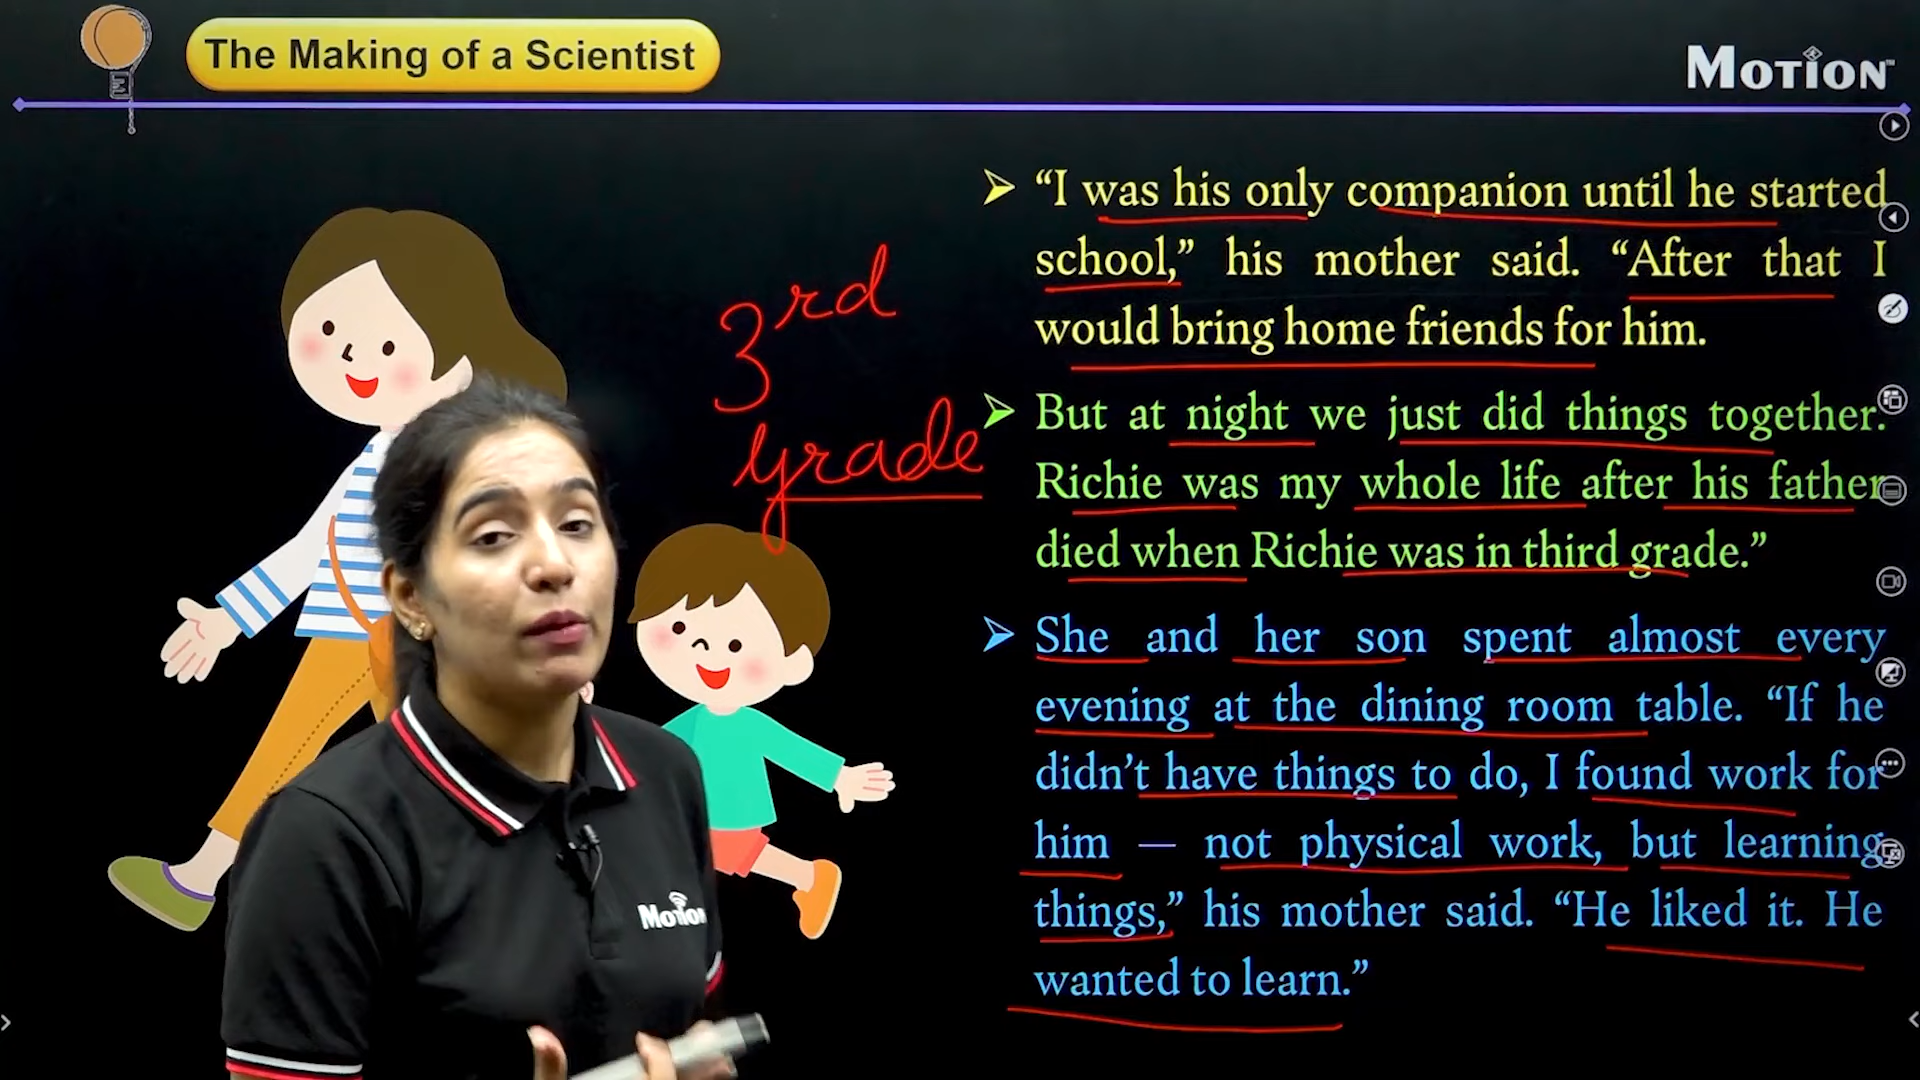 The Making of a Scientist
MOTION
“I was his only companion until he started
school,” his mother said. “After that I
would bring home friends for him.
But at night we just did things together.
Richie was my whole life after his father
died when Richie was in third grade.”
She and her son spent almost every
evening at the dining room table. “If he
didn’t have things to do, I found work for
him — not physical work, but learning
things,” his mother said. “He liked it. He
wanted to learn.”
3rd
grade
MOTION